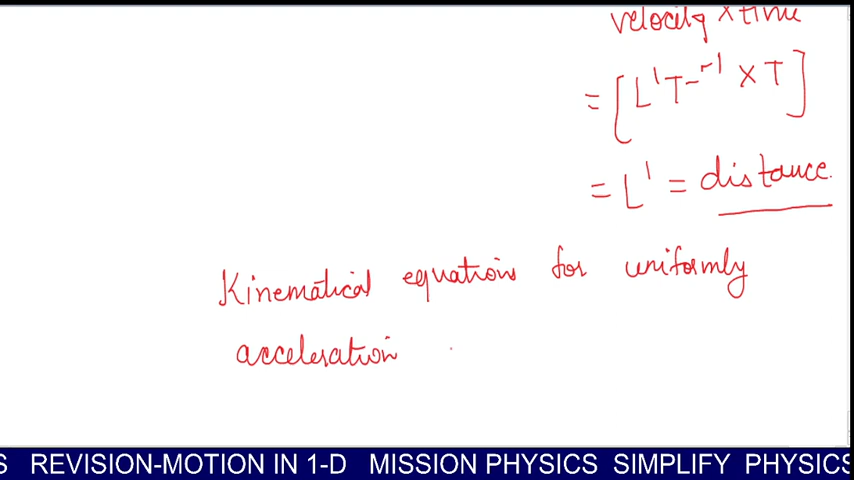 velocity × time
= [L¹T⁻¹ × T]
= L¹ = distance.
Kinematical equations for uniformly
acceleration
S REVISION-MOTION IN 1-D MISSION PHYSICS SIMPLIFY PHYSICS